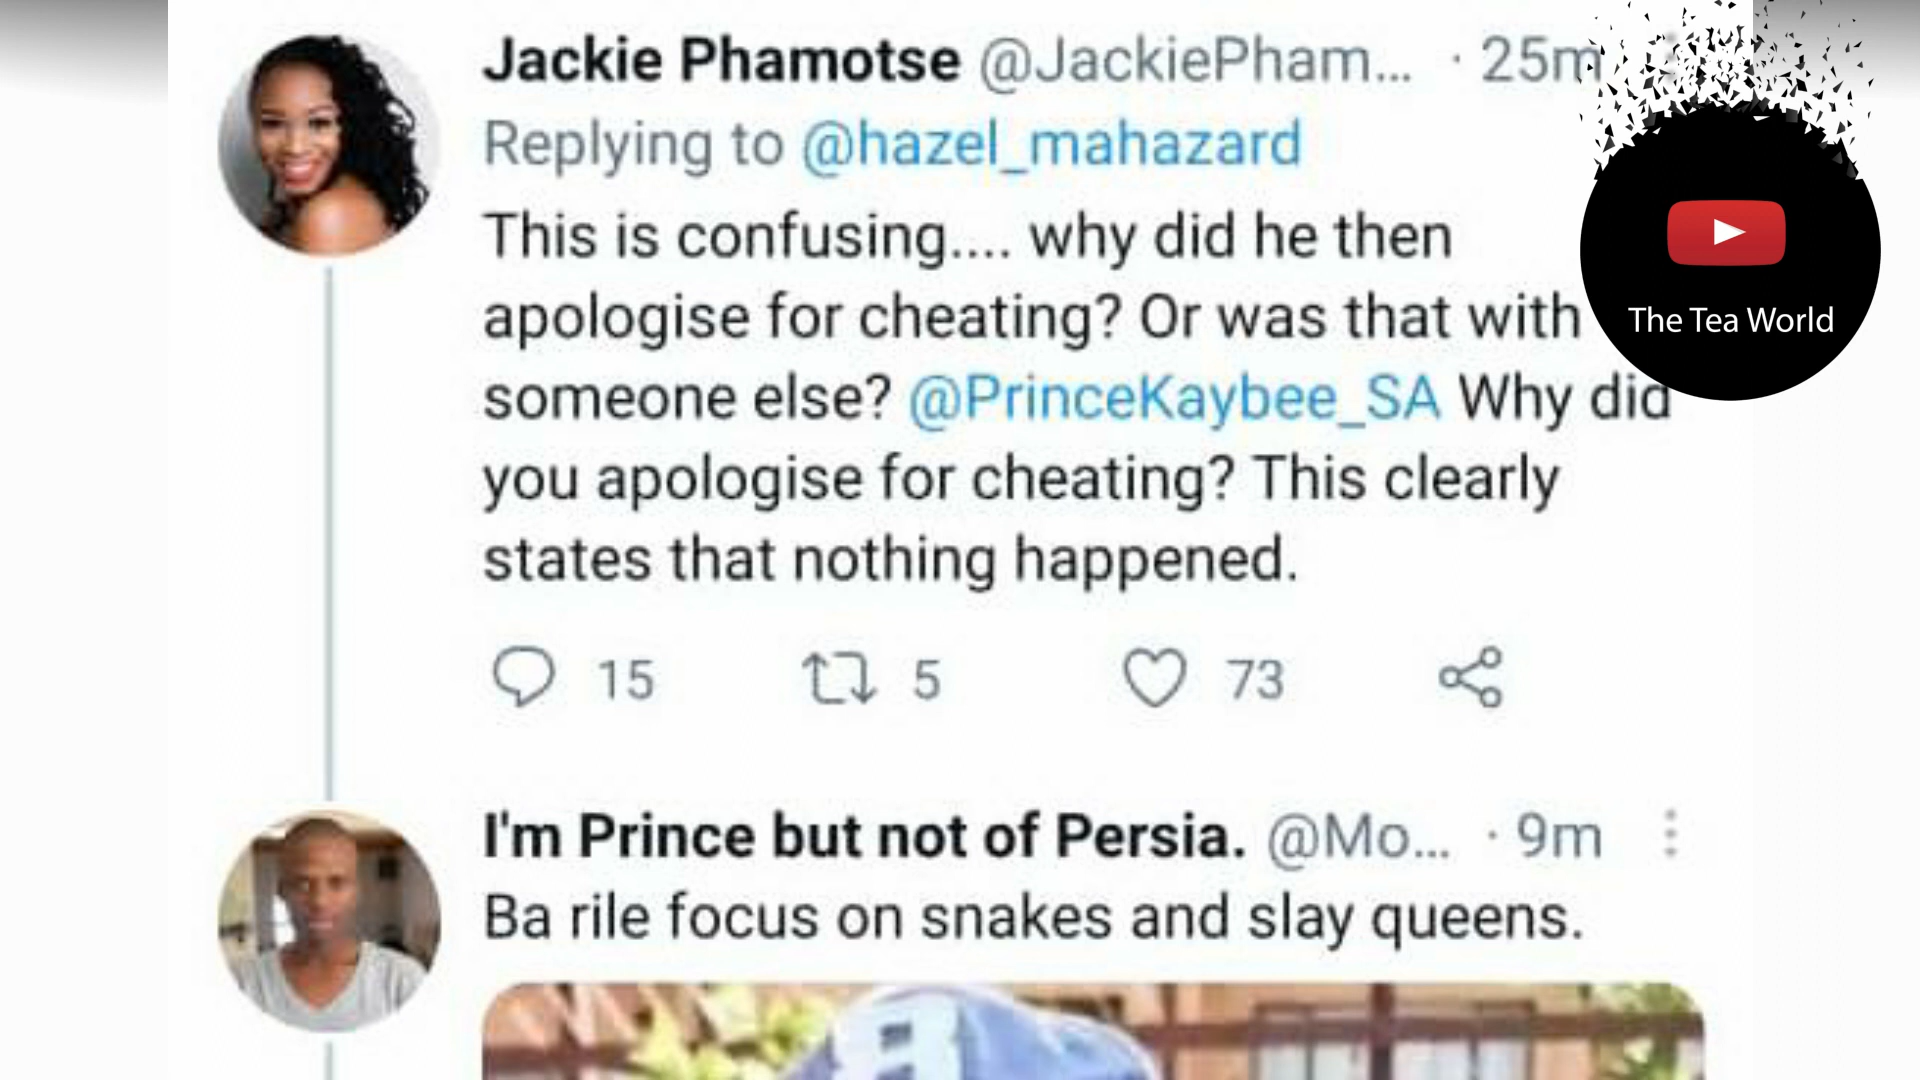 Jackie Phamotse @JackiePham... · 25m
Replying to @hazel_mahazard
This is confusing.... why did he then
apologise for cheating? Or was that with
someone else? @PrinceKaybee_SA Why did
you apologise for cheating? This clearly
states that nothing happened.
15 5 73
The Tea World
I'm Prince but not of Persia. @Mo... · 9m
Ba rile focus on snakes and slay queens.